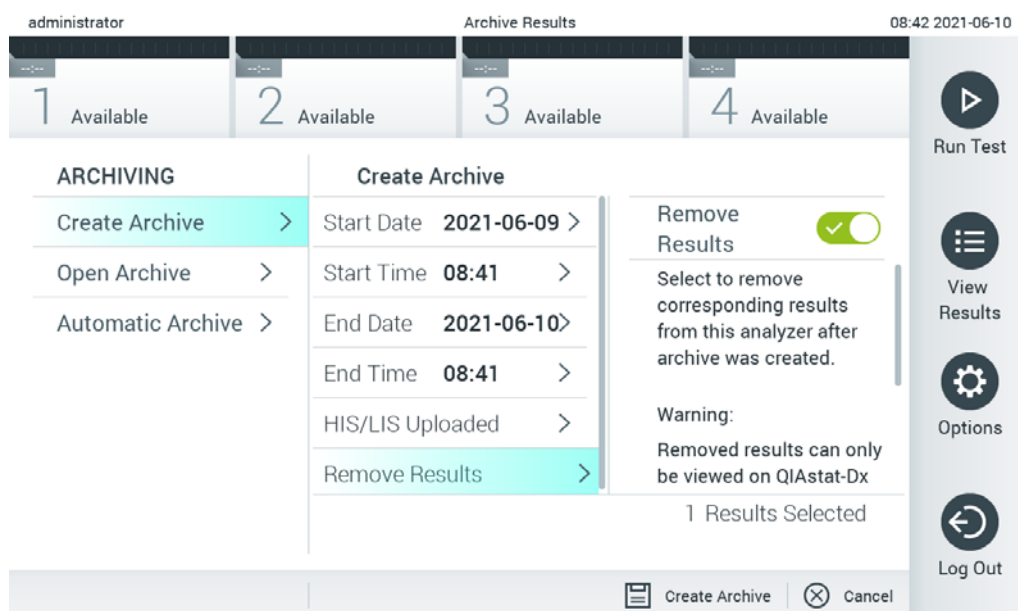 administrator
Archive Results
08:42 2021-06-10
--:--
1 Available
--:--
2 Available
--:--
3 Available
--:--
4 Available
Run Test
View
Results
Options
Log Out
ARCHIVING
Create Archive
Open Archive
Automatic Archive
Create Archive
Start Date 2021-06-09
Start Time 08:41
End Date 2021-06-10
End Time 08:41
HIS/LIS Uploaded
Remove Results
Remove
Results
Select to remove
corresponding results
from this analyzer after
archive was created.
Warning:
Removed results can only
be viewed on QIAstat-Dx
1 Results Selected
Create Archive
Cancel